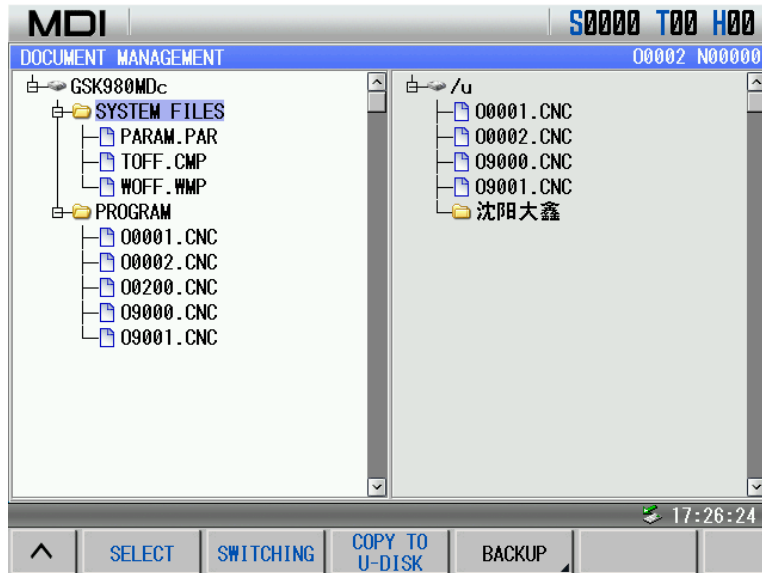 MDI
S0000 T00 H00
DOCUMENT MANAGEMENT
O0002 N00000
GSK980MDc
SYSTEM FILES
PARAM.PAR
TOFF.CMP
WOFF.WMP
PROGRAM
O0001.CNC
O0002.CNC
O0200.CNC
O9000.CNC
O9001.CNC
/u
O0001.CNC
O0002.CNC
O9000.CNC
O9001.CNC
沈阳大鑫
17:26:24
SELECT
SWITCHING
COPY TO
U-DISK
BACKUP